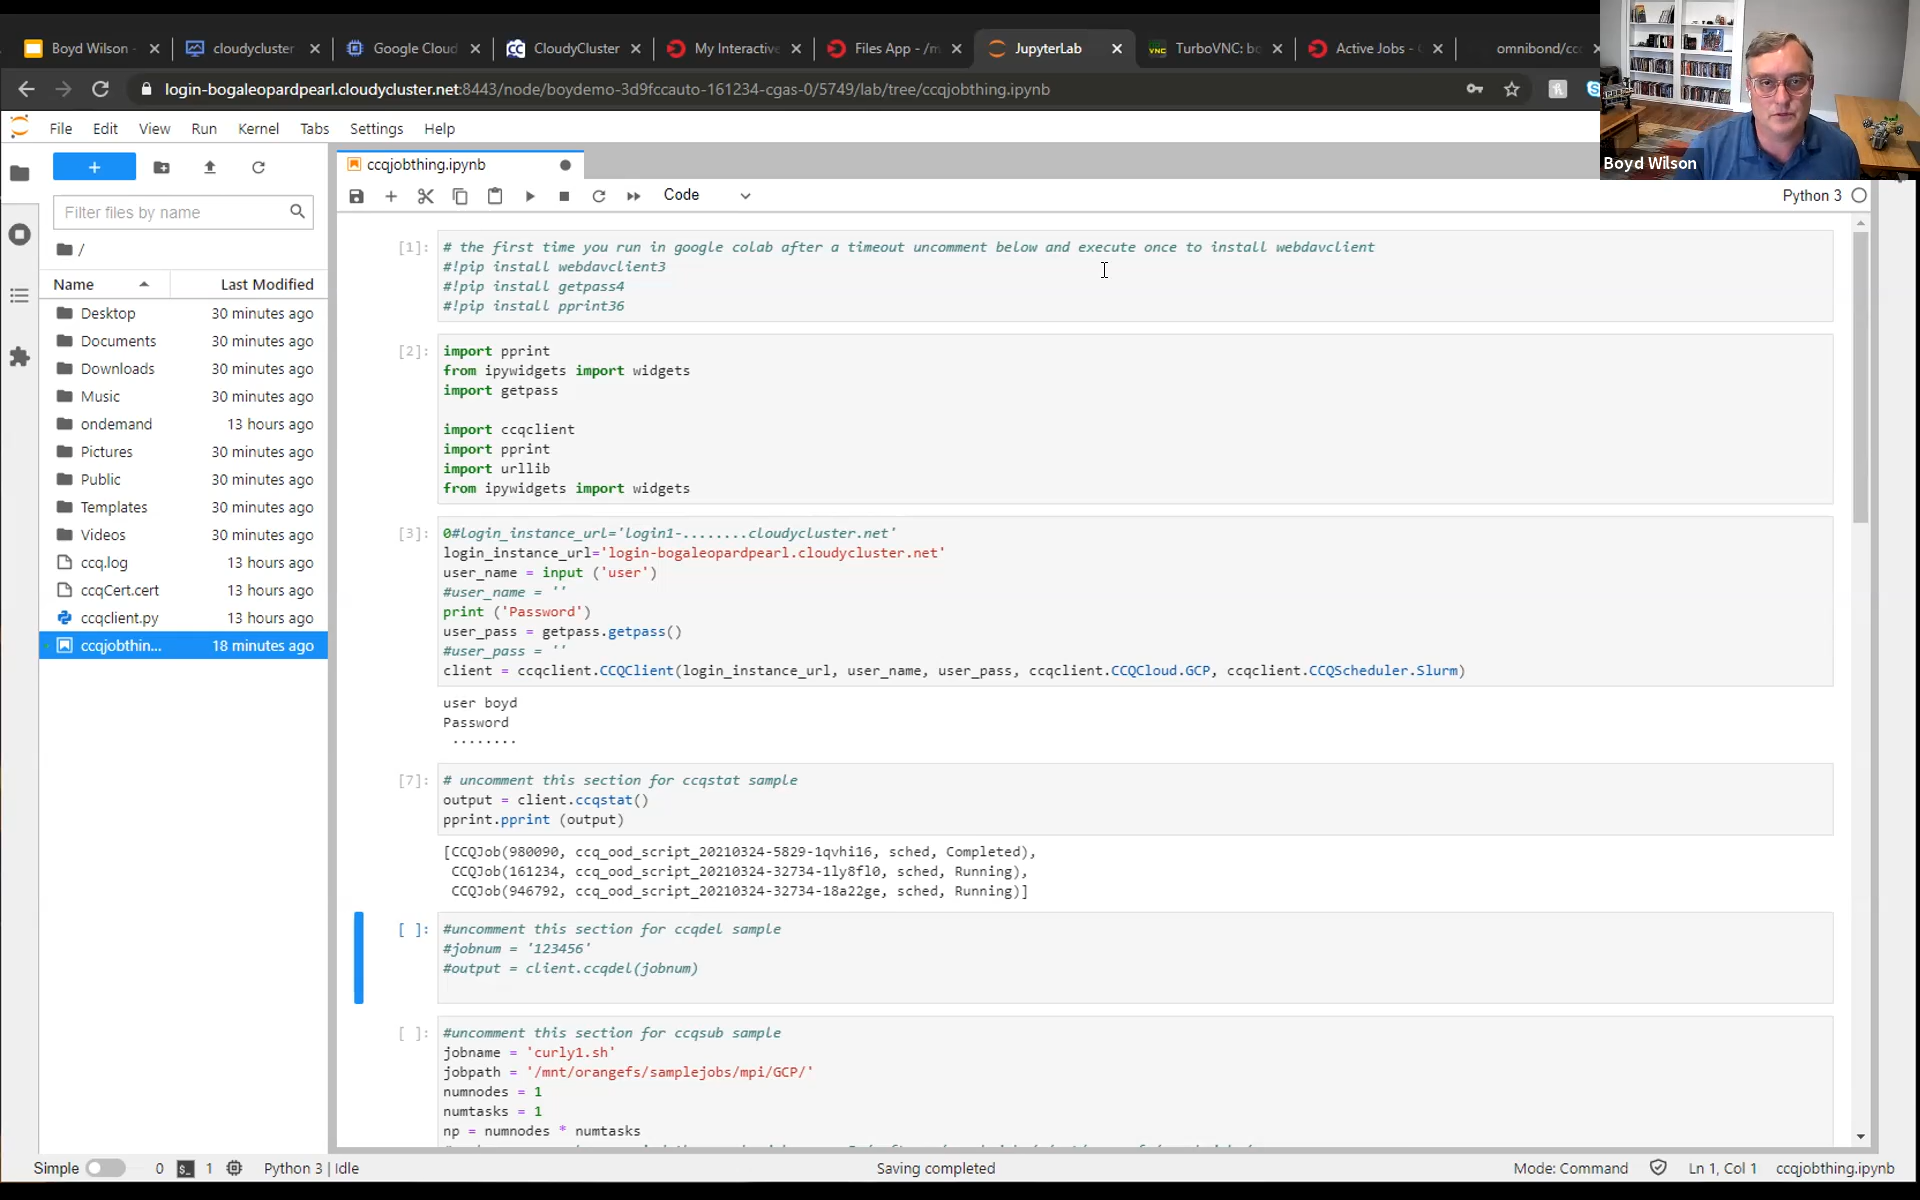 Boyd Wilson -
cloudycluster
Google Cloud
CloudyCluster
My Interactive
Files App - /m
JupyterLab
TurboVNC: bo
Active Jobs -
omnibond/cc
login-bogaleopardpearl.cloudycluster.net:8443/node/boydemo-3d9fccauto-161234-cgas-0/5749/lab/tree/ccqjobthing.ipynb
Boyd Wilson
File Edit View Run Kernel Tabs Settings Help
ccqjobthing.ipynb
Code
Python 3
Filter files by name
/
Name Last Modified
Desktop 30 minutes ago
Documents 30 minutes ago
Downloads 30 minutes ago
Music 30 minutes ago
ondemand 13 hours ago
Pictures 30 minutes ago
Public 30 minutes ago
Templates 30 minutes ago
Videos 30 minutes ago
ccq.log 13 hours ago
ccqCert.cert 13 hours ago
ccqclient.py 13 hours ago
ccqjobthin... 18 minutes ago
[1]: # the first time you run in google colab after a timeout uncomment below and execute once to install webdavclient
#!pip install webdavclient3
#!pip install getpass4
#!pip install pprint36
[2]: import pprint
from ipywidgets import widgets
import getpass
import ccqclient
import pprint
import urllib
from ipywidgets import widgets
[3]: 0#login_instance_url='login1-........cloudycluster.net'
login_instance_url='login-bogaleopardpearl.cloudycluster.net'
user_name = input ('user')
#user_name = ''
print ('Password')
user_pass = getpass.getpass()
#user_pass = ''
client = ccqclient.CCQClient(login_instance_url, user_name, user_pass, ccqclient.CCQCloud.GCP, ccqclient.CCQScheduler.Slurm)
user boyd
Password
········
[7]: # uncomment this section for ccqstat sample
output = client.ccqstat()
pprint.pprint (output)
[CCQJob(980090, ccq_ood_script_20210324-5829-1qvhi16, sched, Completed),
CCQJob(161234, ccq_ood_script_20210324-32734-1ly8fl0, sched, Running),
CCQJob(946792, ccq_ood_script_20210324-32734-18a22ge, sched, Running)]
[ ]: #uncomment this section for ccqdel sample
#jobnum = '123456'
#output = client.ccqdel(jobnum)
[ ]: #uncomment this section for ccqsub sample
jobname = 'curly1.sh'
jobpath = '/mnt/orangefs/samplejobs/mpi/GCP/'
numnodes = 1
numtasks = 1
np = numnodes * numtasks
Simple 0 1 Python 3 | Idle Saving completed Mode: Command Ln 1, Col 1 ccqjobthing.ipynb